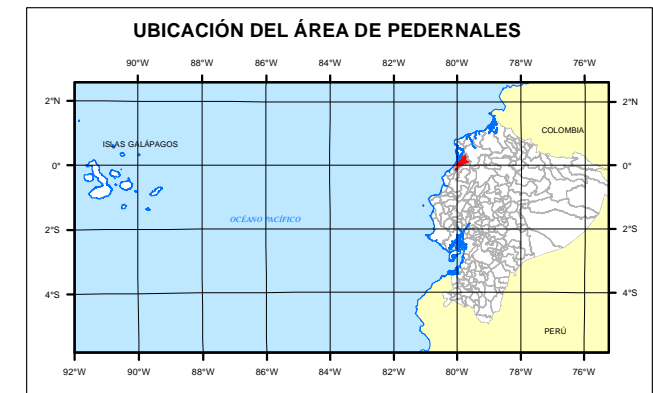 UBICACIÓN DEL ÁREA DE PEDERNALES
90°W 88°W 86°W 84°W 82°W 80°W 78°W 76°W
2°N 2°N
COLOMBIA
ISLAS GALÁPAGOS
0° 0°
OCÉANO PACÍFICO
2°S 2°S
4°S 4°S
PERÚ
92°W 90°W 88°W 86°W 84°W 82°W 80°W 78°W 76°W